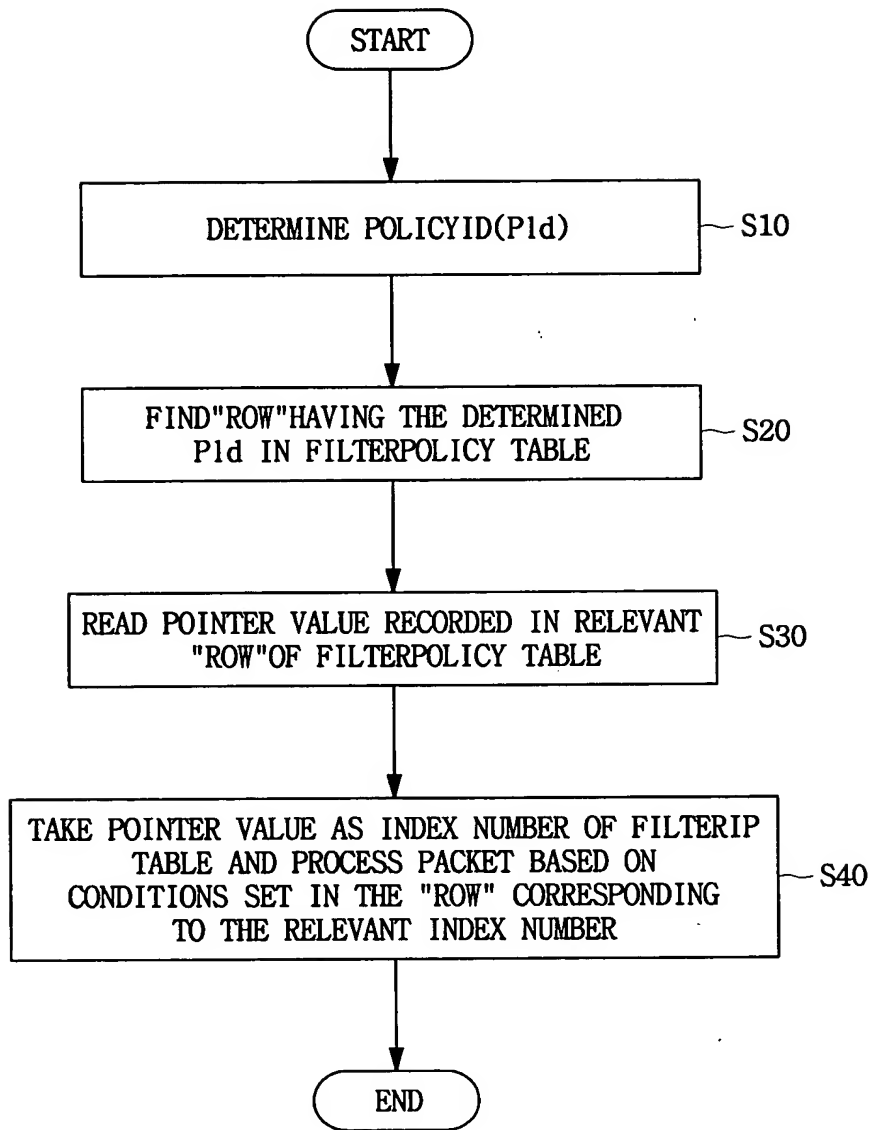 START
DETERMINE POLICYID(Pld)
S10
FIND"ROW"HAVING THE DETERMINED
Pld IN FILTERPOLICY TABLE
S20
READ POINTER VALUE RECORDED IN RELEVANT
"ROW"OF FILTERPOLICY TABLE
S30
TAKE POINTER VALUE AS INDEX NUMBER OF FILTERIP
TABLE AND PROCESS PACKET BASED ON
CONDITIONS SET IN THE "ROW" CORRESPONDING
TO THE RELEVANT INDEX NUMBER
S40
END